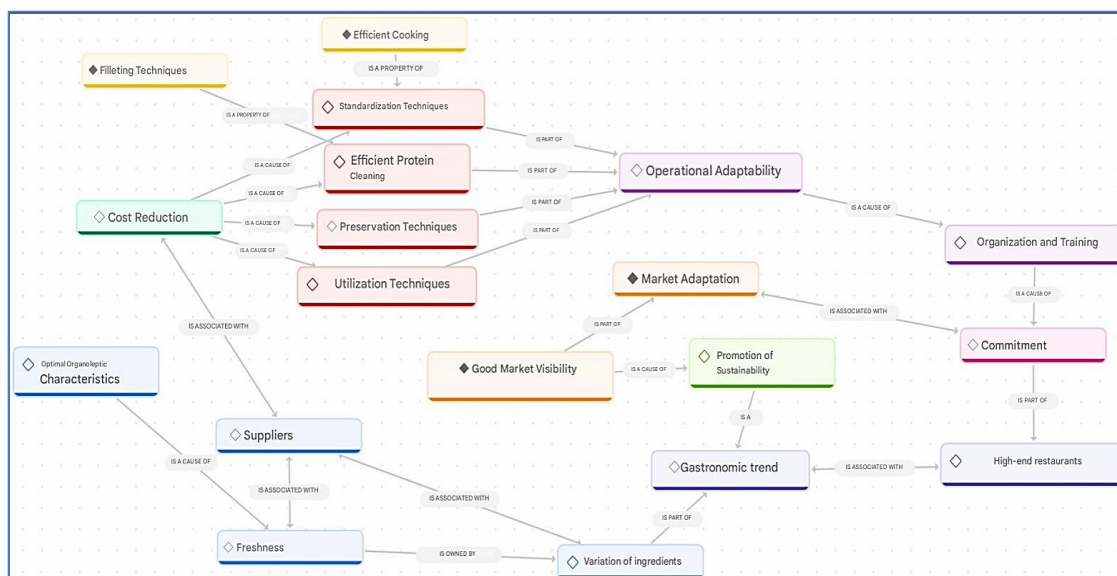 Efficient Cooking
IS A PROPERTY OF
Filleting Techniques
IS A PROPERTY OF
Standardization Techniques
IS PART OF
Efficient Protein
Cleaning
IS A CAUSE OF
IS PART OF
Operational Adaptability
IS A CAUSE OF
Cost Reduction
IS A CAUSE OF
Preservation Techniques
IS PART OF
IS A CAUSE OF
IS A CAUSE OF
Utilization Techniques
IS PART OF
Organization and Training
IS A CAUSE OF
Market Adaptation
IS ASSOCIATED WITH
IS PART OF
IS ASSOCIATED WITH
Commitment
Optimal Organoleptic
Characteristics
Good Market Visibility
IS A CAUSE OF
Promotion of
Sustainability
IS PART OF
IS A
Suppliers
IS A CAUSE OF
Gastronomic trend
IS ASSOCIATED WITH
High-end restaurants
IS ASSOCIATED WITH
IS ASSOCIATED WITH
IS PART OF
Freshness
IS OWNED BY
Variation of ingredients